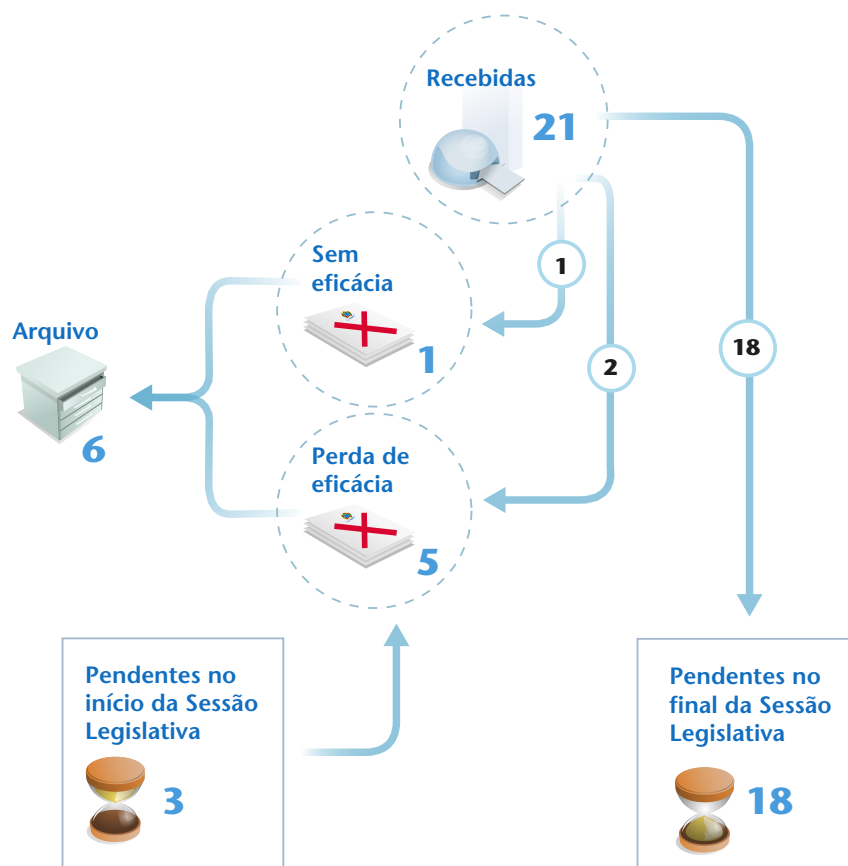 Recebidas
21
1
Sem
eficácia
1
18
2
Arquivo
6
Perda de
eficácia
5
Pendentes no
início da Sessão
Legislativa
3
Pendentes no
final da Sessão
Legislativa
18